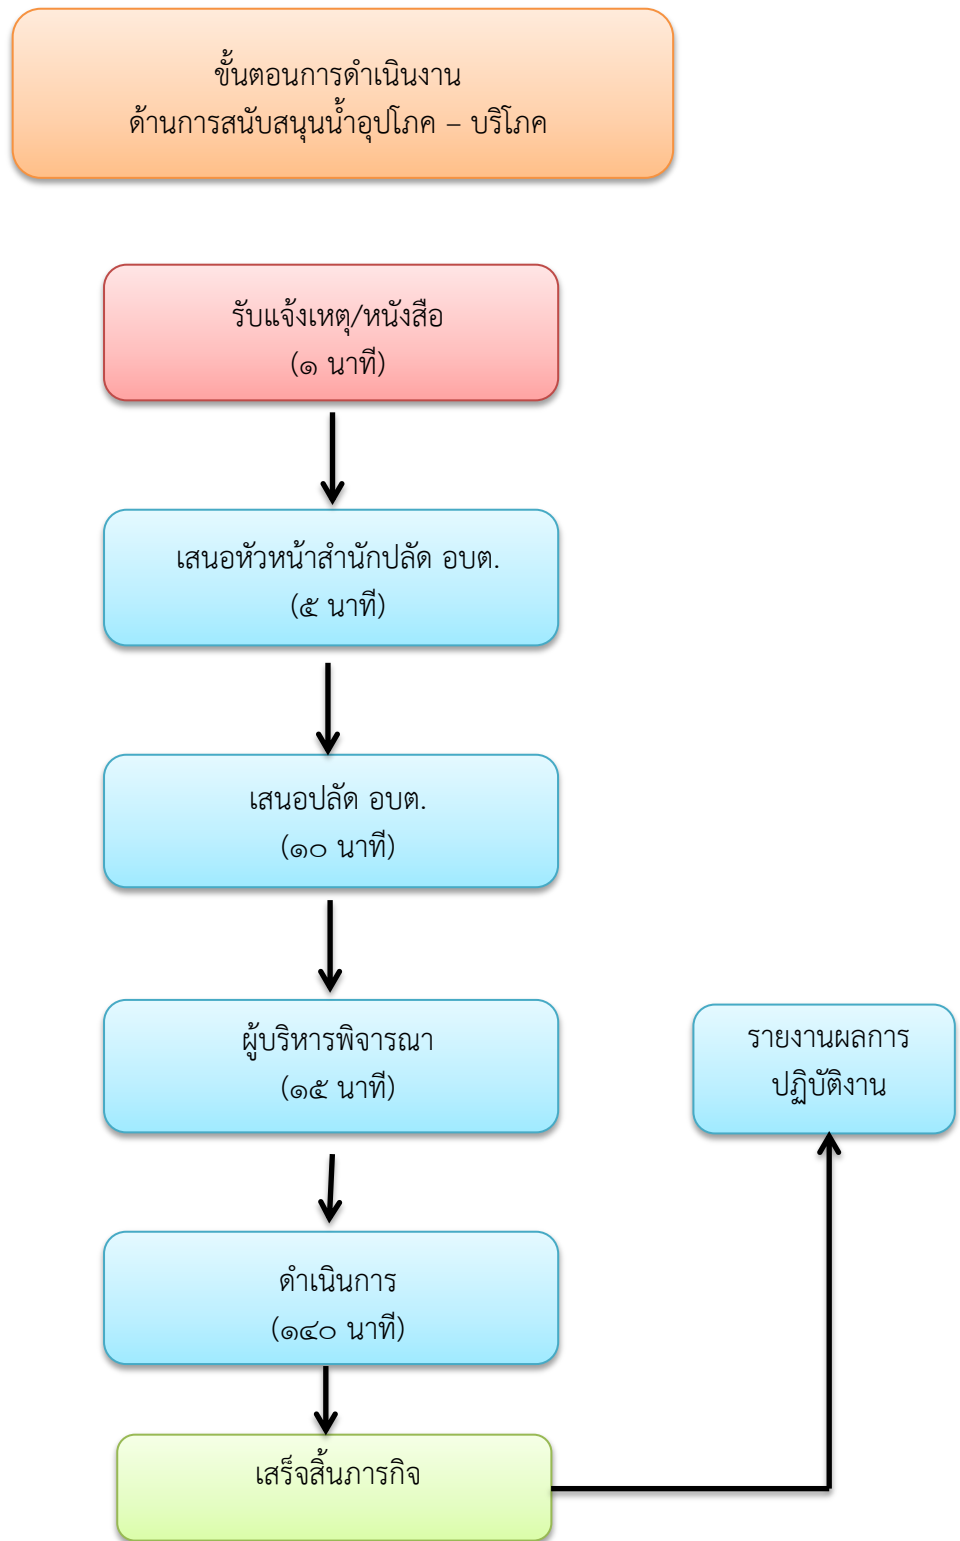 ขั้นตอนการดำเนินงาน
ด้านการสนับสนุนน้ำอุปโภค – บริโภค
รับแจ้งเหตุ/หนังสือ
(๑ นาที)
เสนอหัวหน้าสำนักปลัด อบต.
(๕ นาที)
เสนอปลัด อบต.
(๑๐ นาที)
ผู้บริหารพิจารณา
(๑๕ นาที)
ดำเนินการ
(๑๔๐ นาที)
เสร็จสิ้นภารกิจ
รายงานผลการ
ปฏิบัติงาน